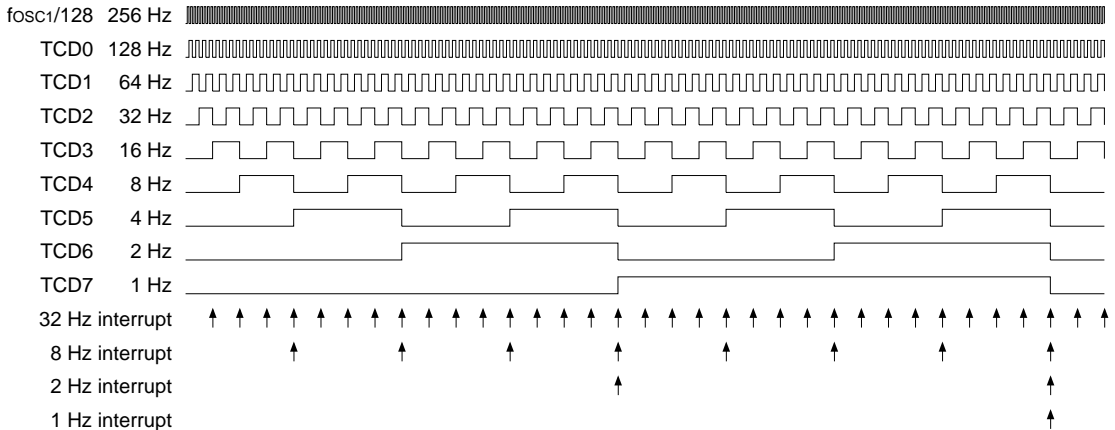 fOSC1/128 256 Hz
TCD0 128 Hz
TCD1 64 Hz
TCD2 32 Hz
TCD3 16 Hz
TCD4 8 Hz
TCD5 4 Hz
TCD6 2 Hz
TCD7 1 Hz
32 Hz interrupt
8 Hz interrupt
2 Hz interrupt
1 Hz interrupt